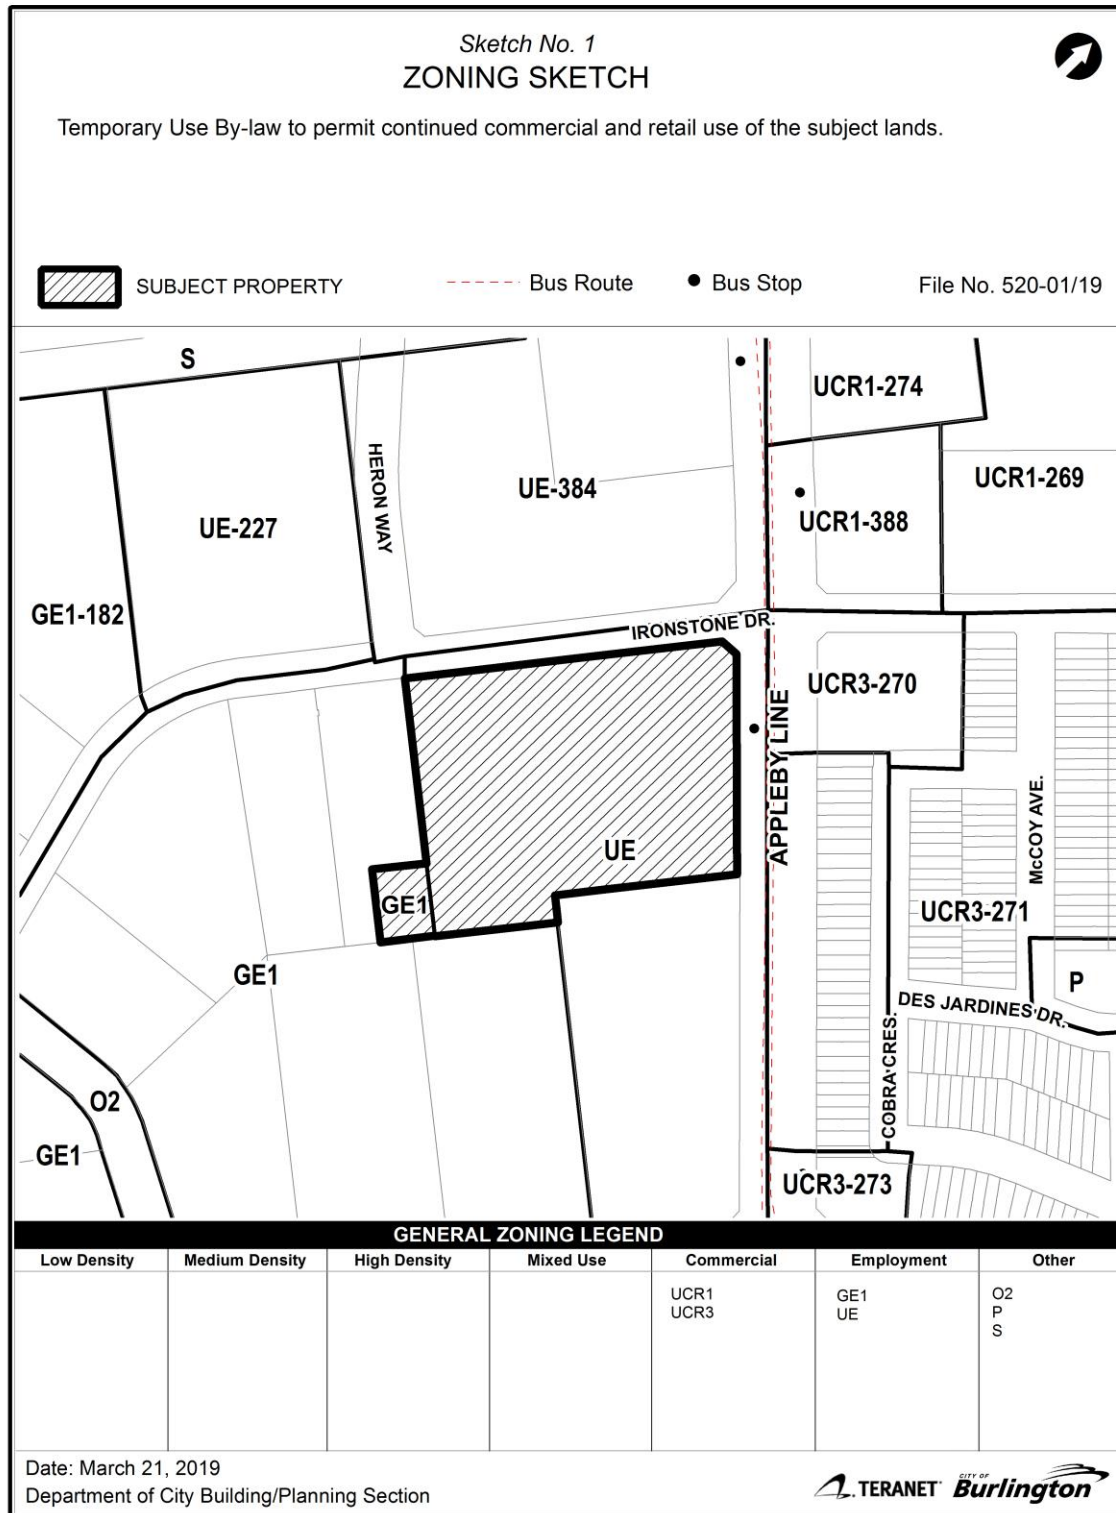 Sketch No. 1
ZONING SKETCH
Temporary Use By-law to permit continued commercial and retail use of the subject lands.
SUBJECT PROPERTY
Bus Route
Bus Stop
File No. 520-01/19
S
UCR1-274
HERON WAY
UE-384
UCR1-269
UE-227
UCR1-388
GE1-182
IRONSTONE DR.
UCR3-270
APPLEBY LINE
McCOY AVE.
UE
GE1
UCR3-271
GE1
P
DES JARDINES DR.
COBRA CRES.
O2
GE1
UCR3-273
GENERAL ZONING LEGEND
Low Density
Medium Density
High Density
Mixed Use
Commercial
Employment
Other
UCR1
UCR3
GE1
UE
O2
P
S
Date: March 21, 2019
Department of City Building/Planning Section
TERANET
CITY OF
Burlington